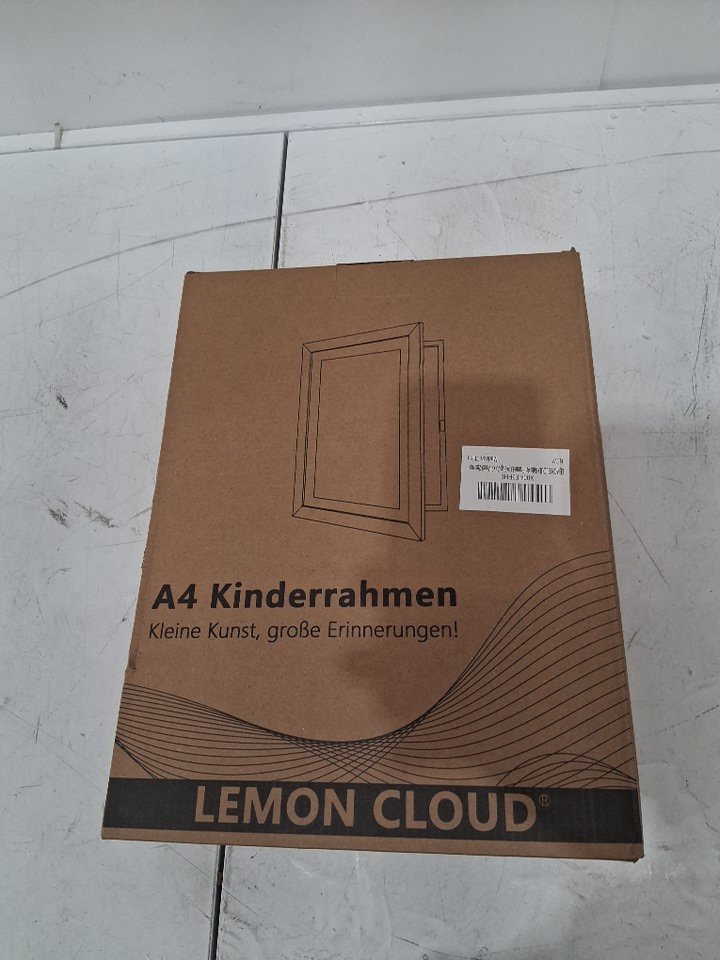 A4 Kinderrahmen
Kleine Kunst, große Erinnerungen!
LEMON CLOUD®